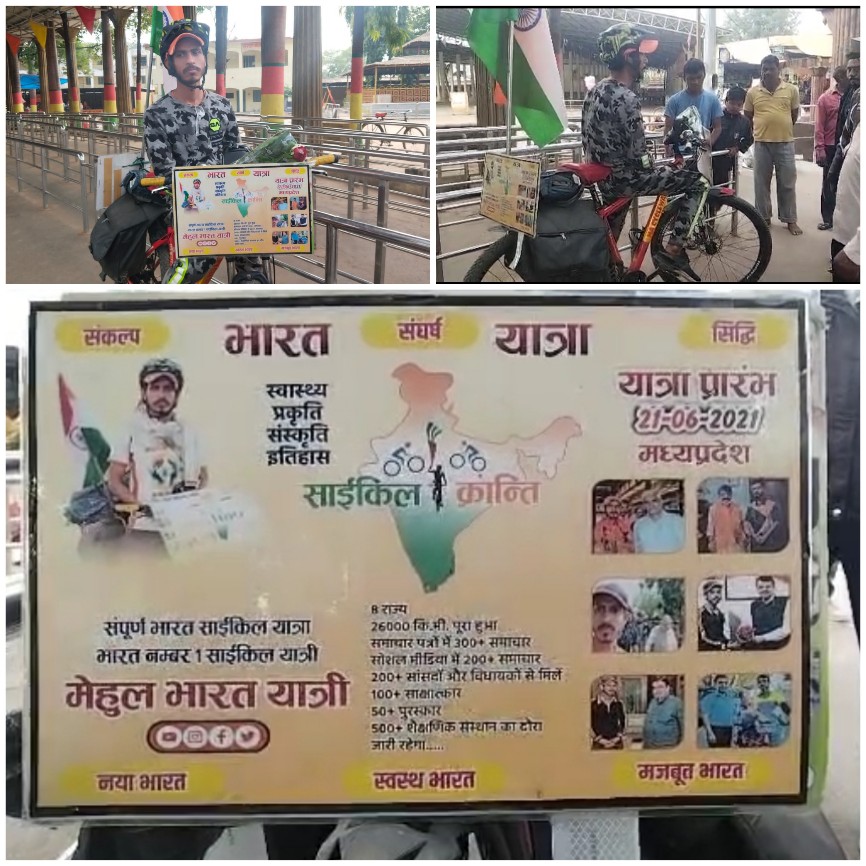 संकल्प
भारत
संघर्ष
यात्रा
सिद्धि
स्वास्थ्य
प्रकृति
संस्कृति
इतिहास
साईकिल क्रान्ति
यात्रा प्रारंभ
21-06-2021
मध्यप्रदेश
संपूर्ण भारत साईकिल यात्रा
भारत नम्बर 1 साईकिल यात्री
मेहुल भारत यात्री
8 राज्य
26000 कि.मी. पूरा हुआ
समाचार पत्रों में 300+ समाचार
सोशल मीडिया में 200+ समाचार
200+ सांसदों और विधायकों से मिलें
100+ साक्षात्कार
50+ पुरस्कार
500+ शैक्षणिक संस्थान का दौरा
जारी रहेगा.....
नया भारत
स्वस्थ भारत
मजबूत भारत